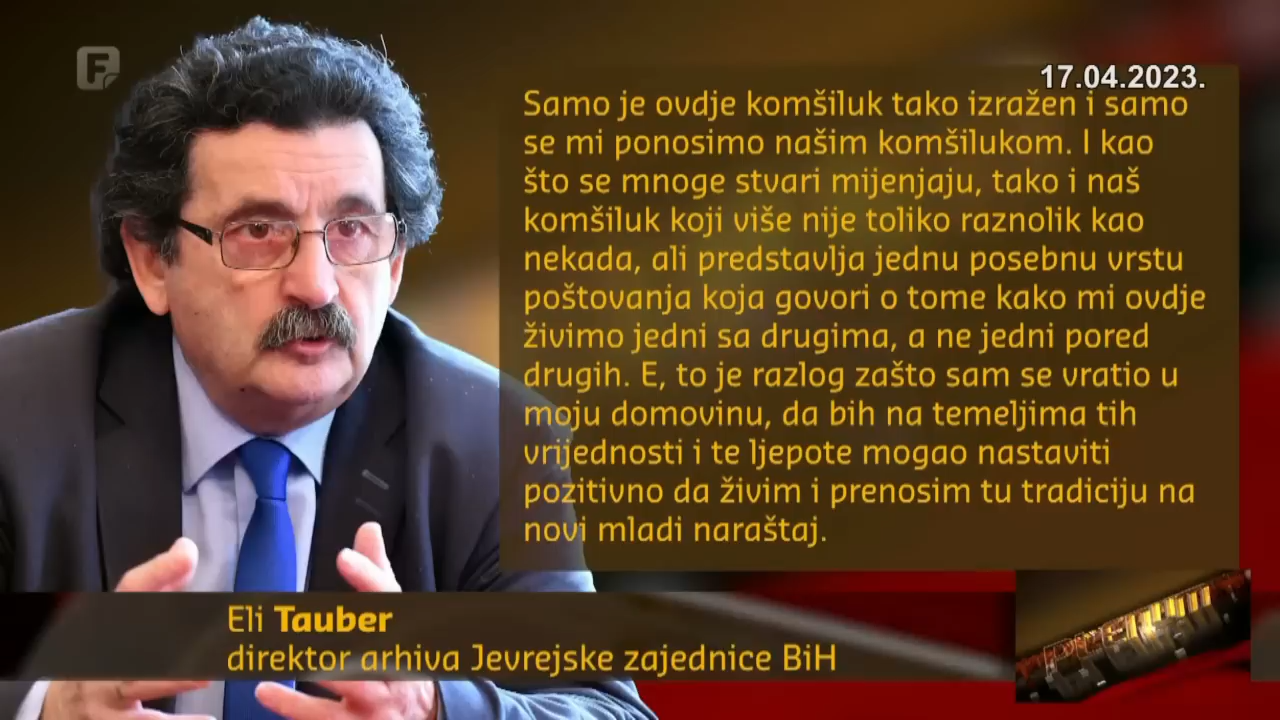 F
17.04.2023.
Samo je ovdje komšiluk tako izražen i samo
se mi ponosimo našim komšilukom. I kao
što se mnoge stvari mijenjaju, tako i naš
komšiluk koji više nije toliko raznolik kao
nekada, ali predstavlja jednu posebnu vrstu
poštovanja koja govori o tome kako mi ovdje
živimo jedni sa drugima, a ne jedni pored
drugih. E, to je razlog zašto sam se vratio u
moju domovinu, da bih na temeljima tih
vrijednosti i te ljepote mogao nastaviti
pozitivno da živim i prenosim tu tradiciju na
novi mladi naraštaj.
Eli Tauber
direktor arhiva Jevrejske zajednice BiH